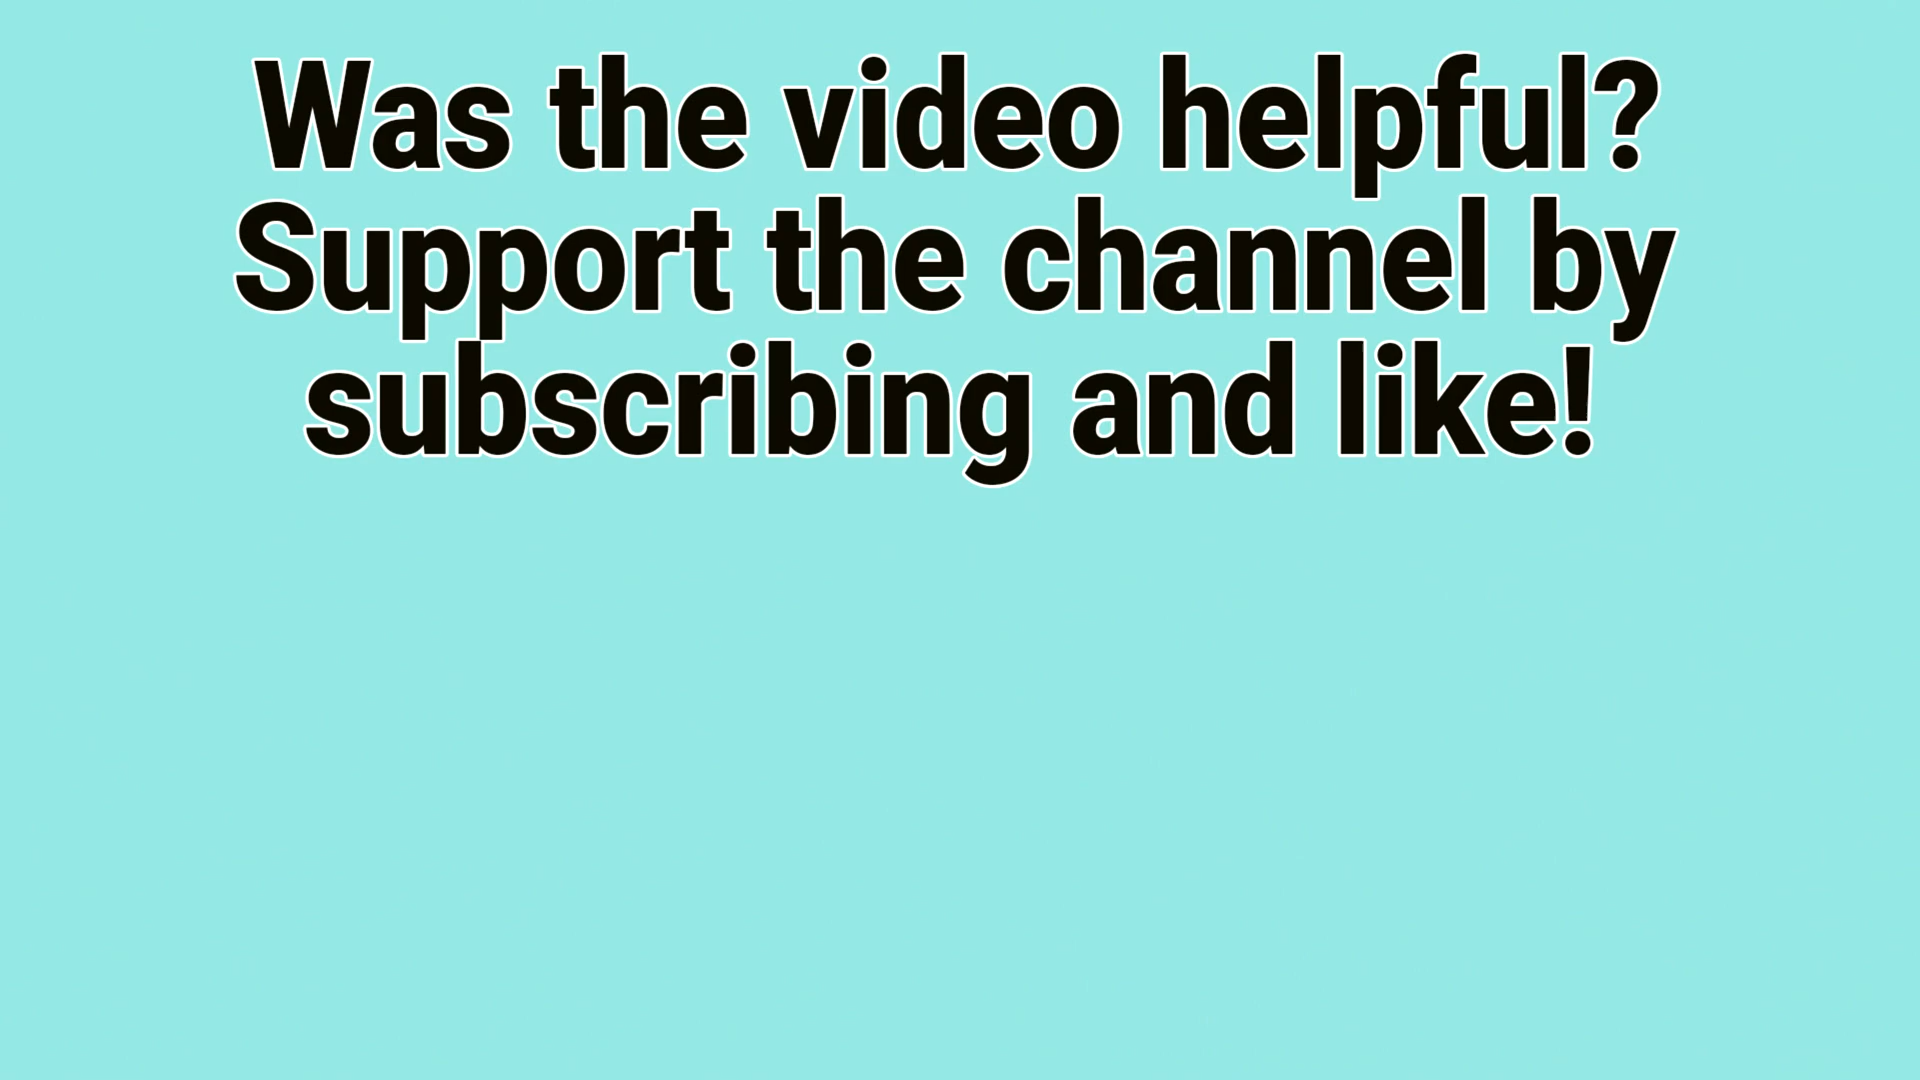 Was the video helpful?
Support the channel by
subscribing and like!